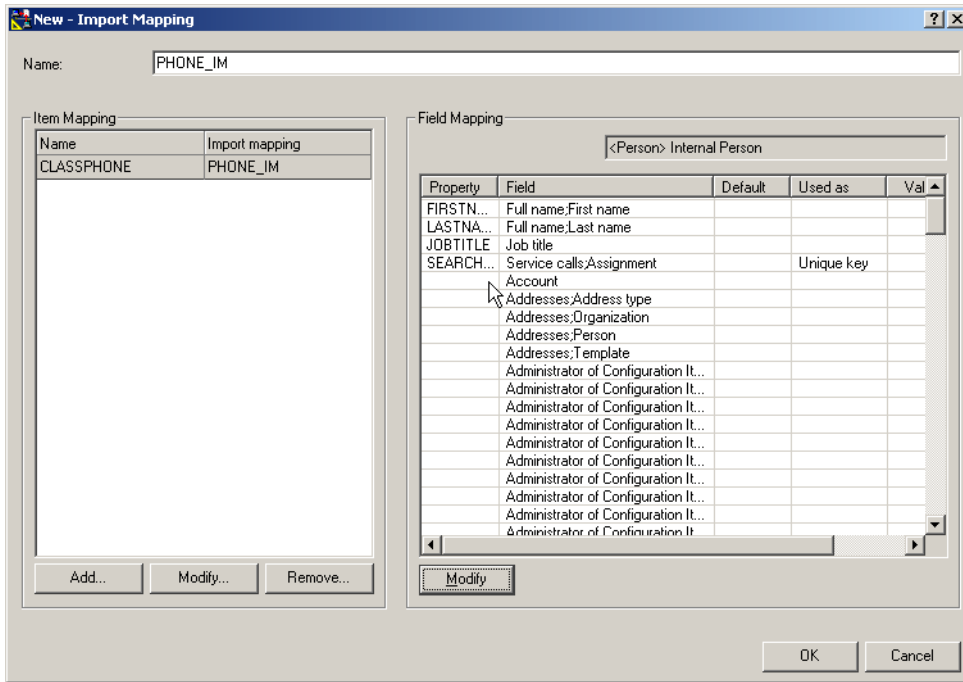 New - Import Mapping
Name: PHONE_IM
Item Mapping
Name Import mapping
CLASSPHONE PHONE_IM
Add... Modify... Remove...
Field Mapping
<Person> Internal Person
Property Field Default Used as Val
FIRSTN... Full name;First name
LASTNA... Full name;Last name
JOBTITLE Job title
SEARCH... Service calls;Assignment Unique key
Account
Addresses;Address type
Addresses;Organization
Addresses;Person
Addresses;Template
Administrator of Configuration It...
Administrator of Configuration It...
Administrator of Configuration It...
Administrator of Configuration It...
Administrator of Configuration It...
Administrator of Configuration It...
Administrator of Configuration It...
Administrator of Configuration It...
Administrator of Configuration It...
Administrator of Configuration It...
Modify
OK Cancel